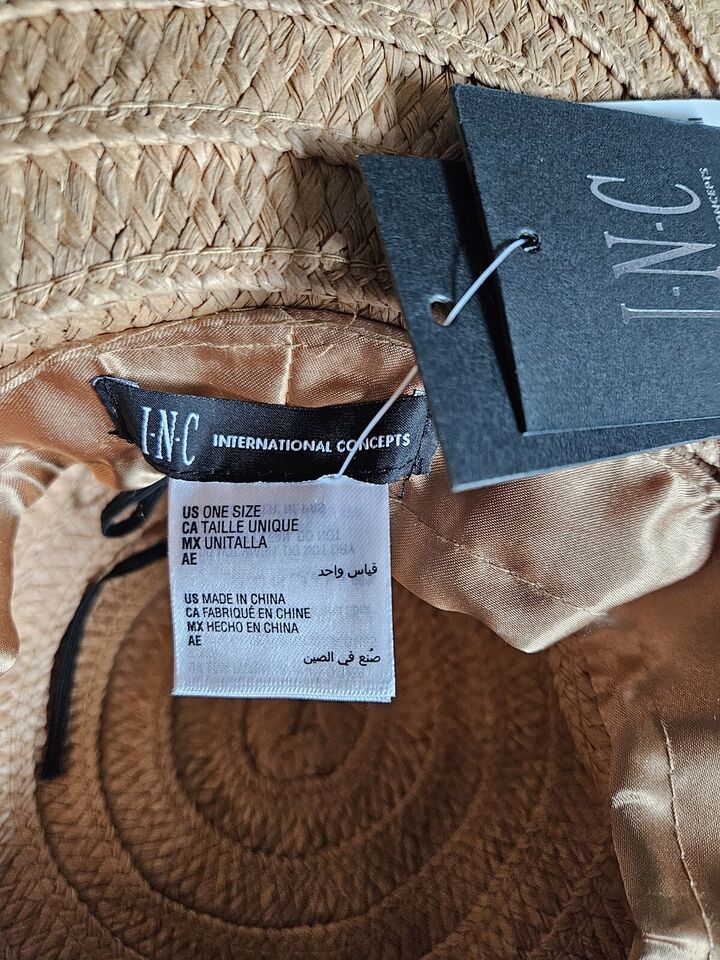 I·N·C
CONCEPTS
I·N·C INTERNATIONAL CONCEPTS
US ONE SIZE
CA TAILLE UNIQUE
MX UNITALLA
AE
قياس واحد
US MADE IN CHINA
CA FABRIQUÉ EN CHINE
MX HECHO EN CHINA
AE
صُنع في الصين